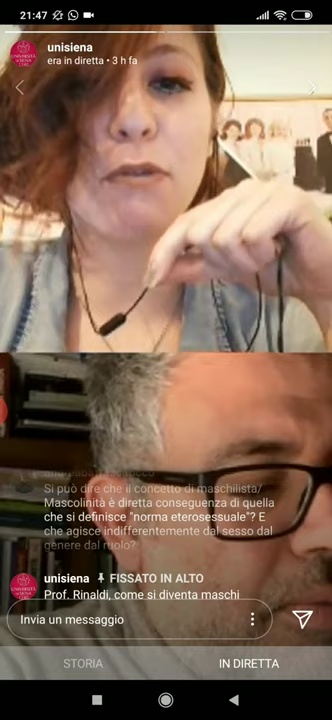 21:47
unisiena
era in diretta • 3 h fa
Si può dire che il concetto di maschilista/
Mascolinità è diretta conseguenza di quella
che si definisce "norma eterosessuale"? E
che agisce indifferentemente dal sesso dal
genere dal ruolo?
unisiena FISSATO IN ALTO
Prof. Rinaldi, come si diventa maschi
Invia un messaggio
STORIA
IN DIRETTA